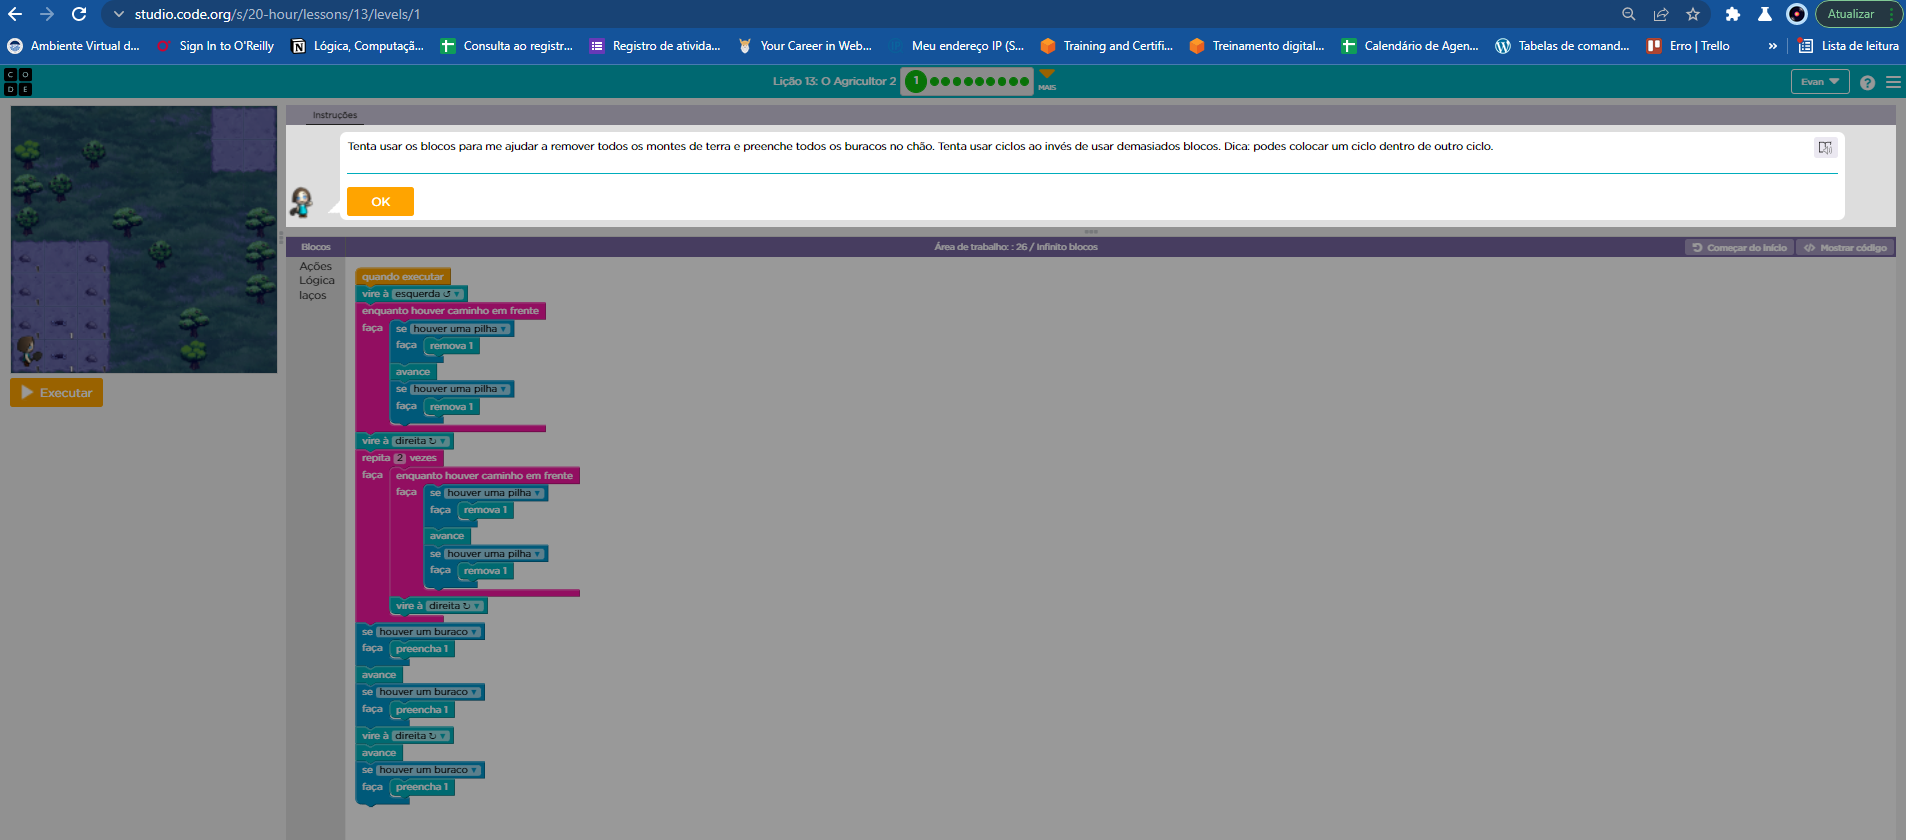 studio.code.org/s/20-hour/lessons/13/levels/1
Atualizar
Ambiente Virtual d...
Sign In to O'Reilly
Lógica, Computaçã...
Consulta ao registr...
Registro de ativida...
Your Career in Web...
Meu endereço IP (S...
Training and Certifi...
Treinamento digital...
Calendário de Agen...
Tabelas de comand...
Erro | Trello
»
Lista de leitura
CODE
Lição 13: O Agricultor 2
1
MAIS
Evan
?
Instruções
Tenta usar os blocos para me ajudar a remover todos os montes de terra e preenche todos os buracos no chão. Tenta usar ciclos ao invés de usar demasiados blocos. Dica: podes colocar um ciclo dentro de outro ciclo.
OK
Blocos
Área de trabalho: : 26 / Infinito blocos
Começar do início
Mostrar código
Ações
Lógica
laços
Executar
quando executar
vire à esquerda ↺
enquanto houver caminho em frente
faça se houver uma pilha
faça remova 1
avance
se houver uma pilha
faça remova 1
vire à direita ↻
repita 2 vezes
faça enquanto houver caminho em frente
faça se houver uma pilha
faça remova 1
avance
se houver uma pilha
faça remova 1
vire à direita ↻
se houver um buraco
faça preencha 1
avance
se houver um buraco
faça preencha 1
vire à direita ↻
avance
se houver um buraco
faça preencha 1